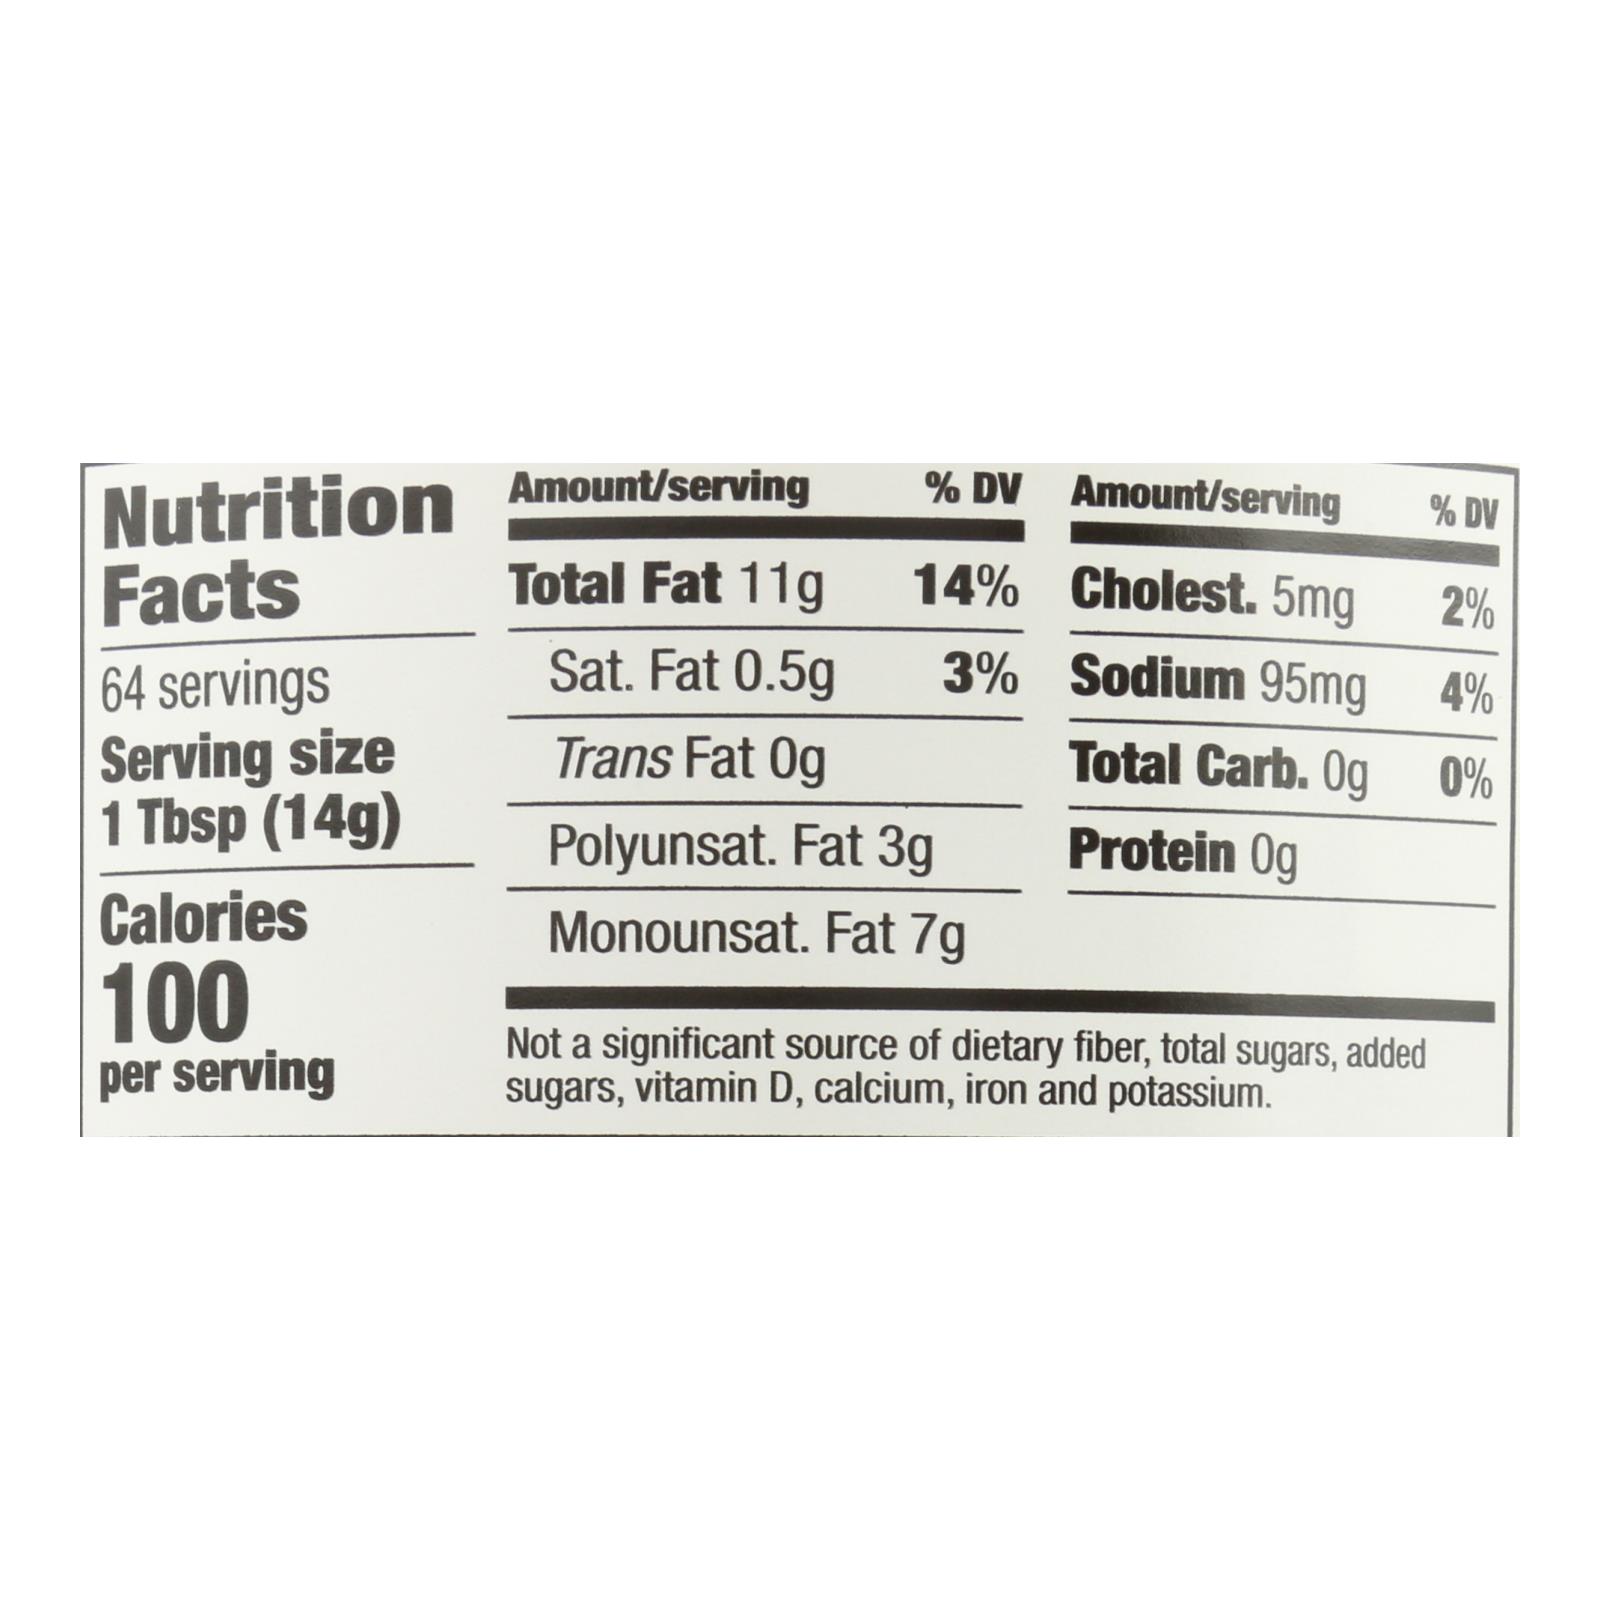 Nutrition
Facts
64 servings
Serving size
1 Tbsp (14g)
Calories
100
per serving
Amount/serving % DV
Total Fat 11g 14%
Sat. Fat 0.5g 3%
Trans Fat 0g
Polyunsat. Fat 3g
Monounsat. Fat 7g
Amount/serving % DV
Cholest. 5mg 2%
Sodium 95mg 4%
Total Carb. 0g 0%
Protein 0g
Not a significant source of dietary fiber, total sugars, added
sugars, vitamin D, calcium, iron and potassium.